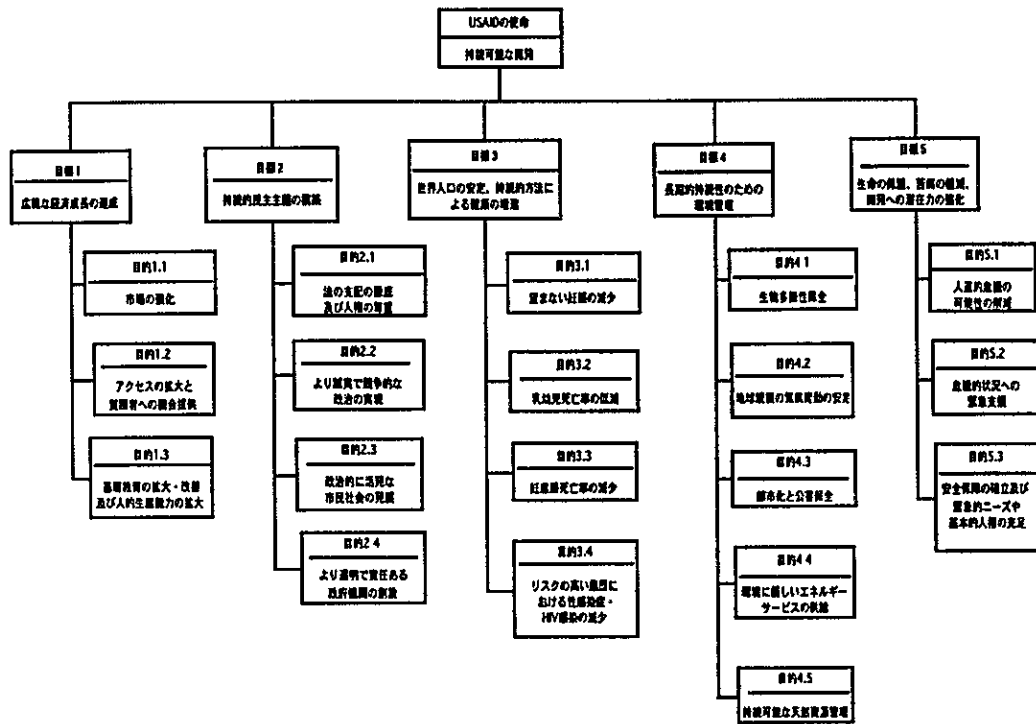 USAIDの使命
持続可能な開発
目標1
広範な経済成長の達成
目標2
持続的民主主義の構築
目標3
世界人口の安定、持続的方法に
よる健康の増進
目標4
長期的持続性のための
環境管理
目標5
生命の保護、苦痛の軽減、
開発への潜在力の強化
目的1.1
市場の強化
目的1.2
アクセスの拡大と
貧困者への機会提供
目的1.3
基礎教育の拡大・改善
及び人的生産能力の拡大
目的2.1
法の支配の徹底
及び人権の尊重
目的2.2
より誠実で競争的な
政治の実現
目的2.3
政治的に活発な
市民社会の発展
目的2.4
より透明で責任ある
政府機関の
目的3.1
望まない妊娠の減少
目的3.2
乳幼児死亡率の低減
目的3.3
妊産婦死亡率の減少
目的3.4
リスクの高い集団に
おける性感染症・
HIV感染の減少
目的4.1
生物多様性保全
目的4.2
地球規模の気候変動の安定
目的4.3
都市化と公害保全
目的4.4
環境に優しいエネルギー
サービスの供給
目的4.5
持続可能な天然資源管理
目的5.1
人道的危機の
可能性の削減
目的5.2
危機的状況への
緊急支援
目的5.3
安全保障の確立及び
緊急的ニーズや
基本的人権の充足